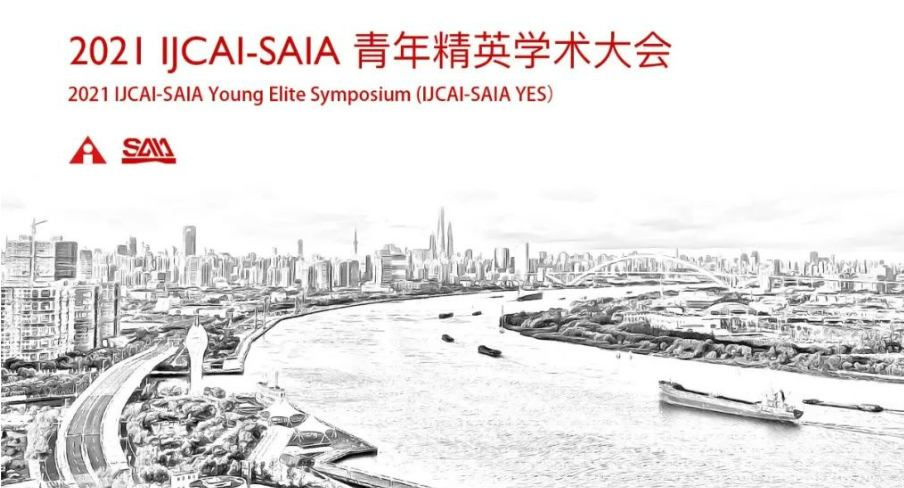 2021 IJCAI-SAIA 青年精英学术大会
2021 IJCAI-SAIA Young Elite Symposium (IJCAI-SAIA YES)
SAIA